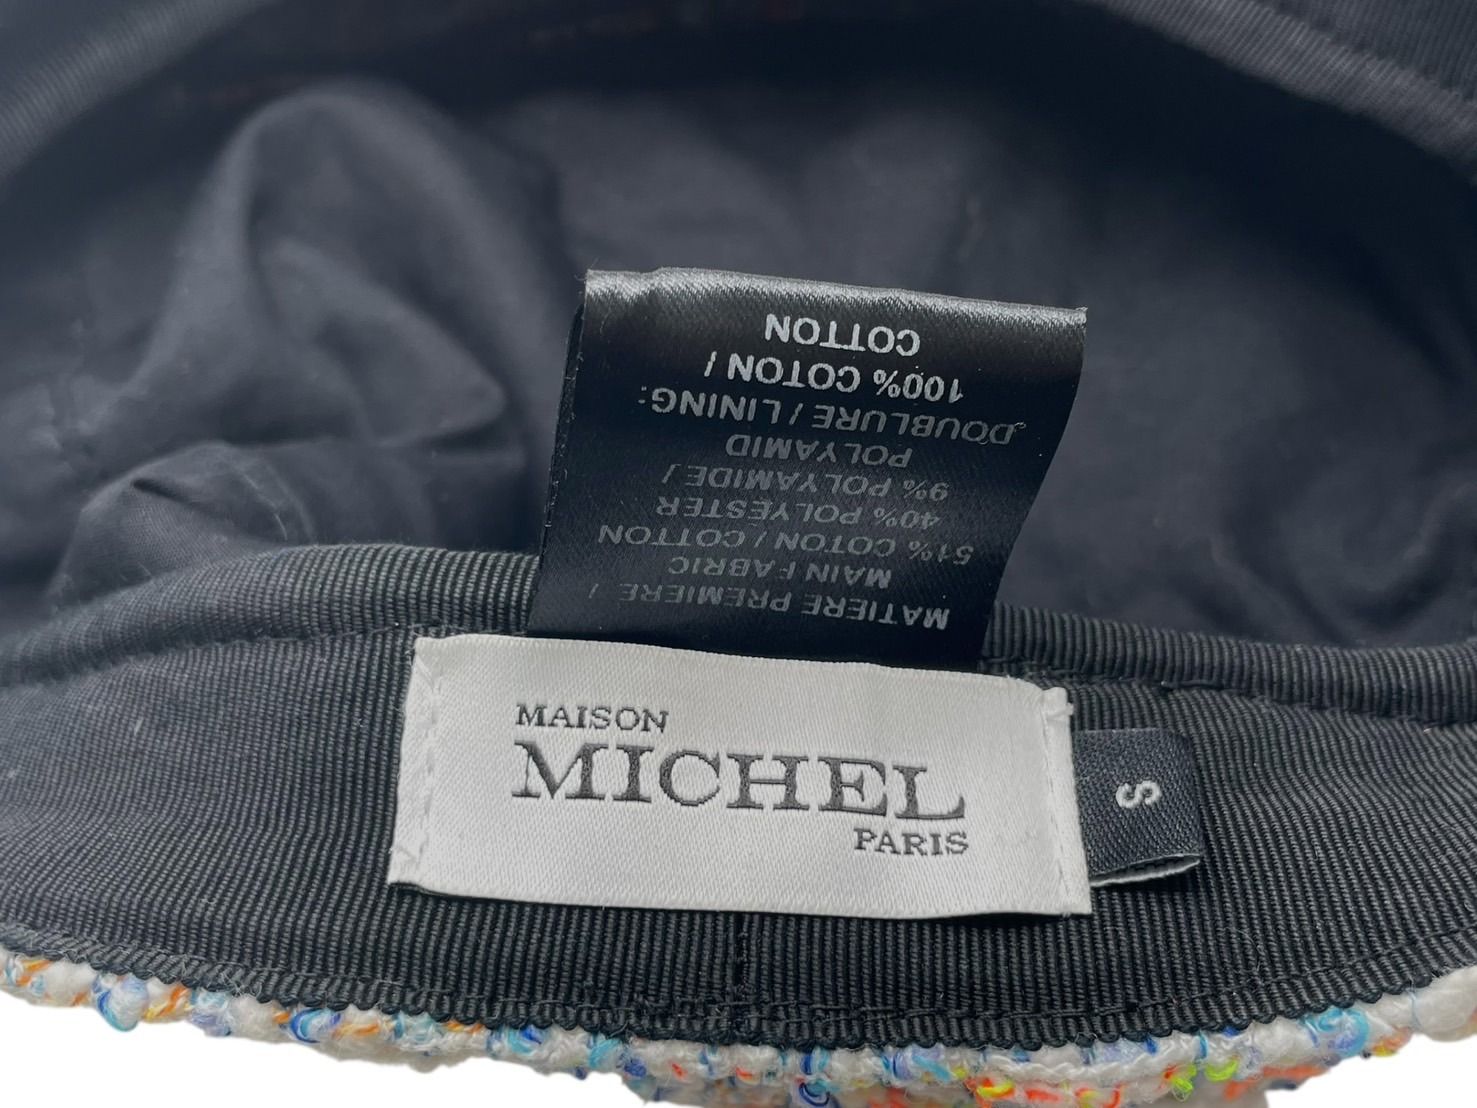 MATIERE PREMIERE /
MAIN FABRIC
51% COTON / COTTON
40% POLYESTER
9% POLYAMIDE /
POLYAMID
DOUBLURE / LINING:
100% COTON /
COTTON
MAISON
MICHEL
PARIS
S